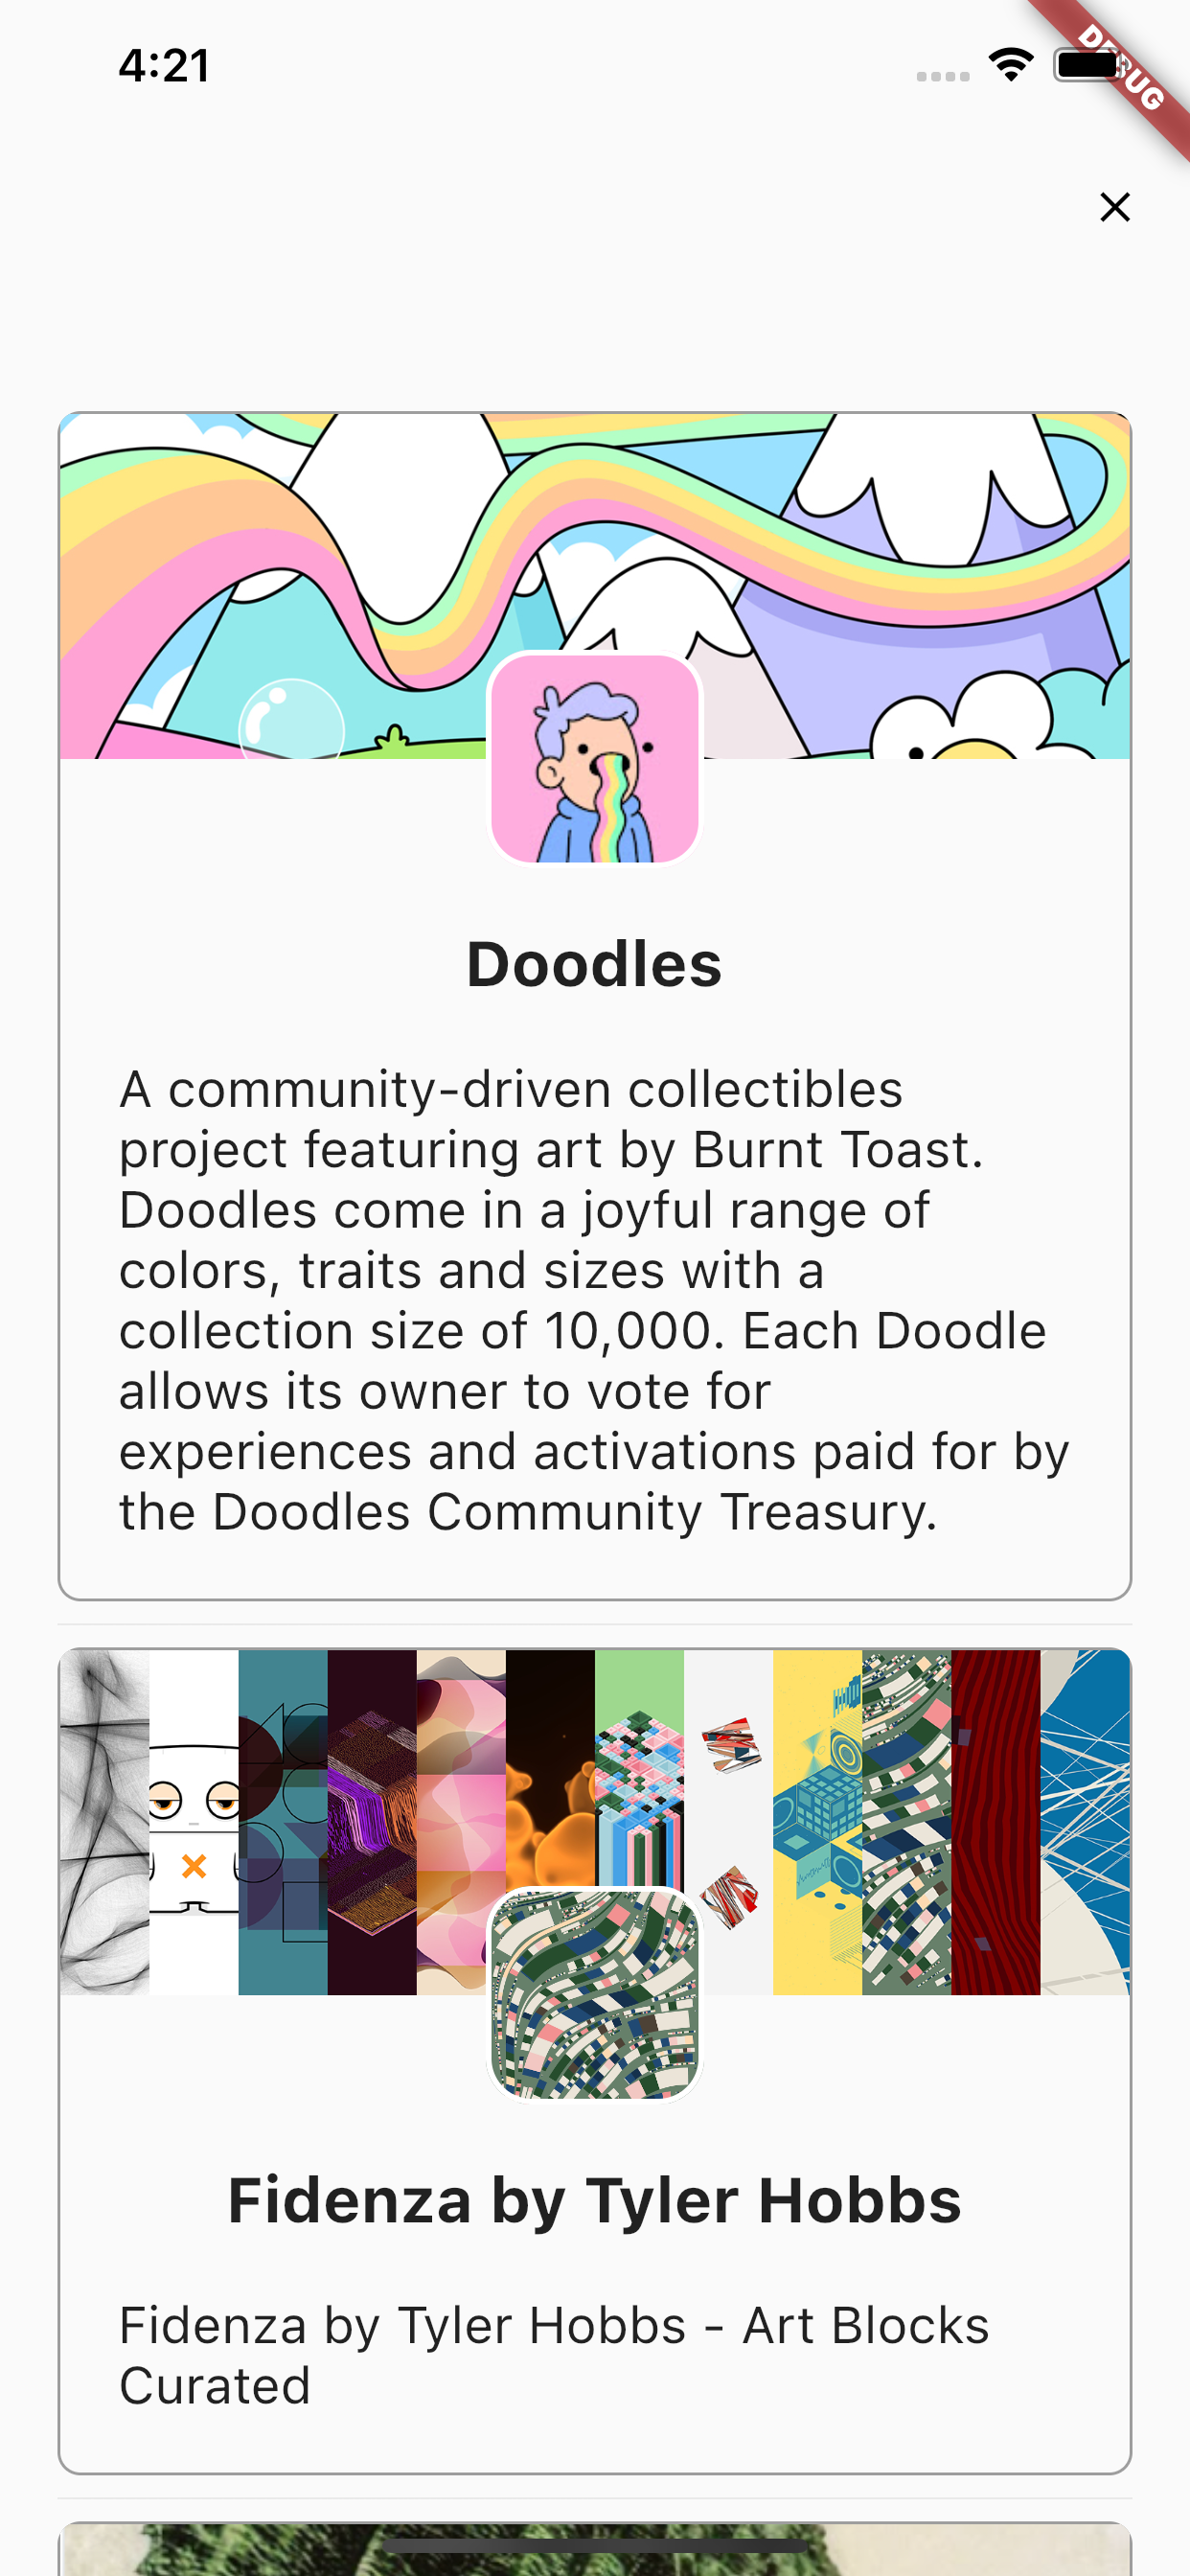 4:21
DEBUG
Doodles
A community-driven collectibles
project featuring art by Burnt Toast.
Doodles come in a joyful range of
colors, traits and sizes with a
collection size of 10,000. Each Doodle
allows its owner to vote for
experiences and activations paid for by
the Doodles Community Treasury.
Fidenza by Tyler Hobbs
Fidenza by Tyler Hobbs - Art Blocks
Curated